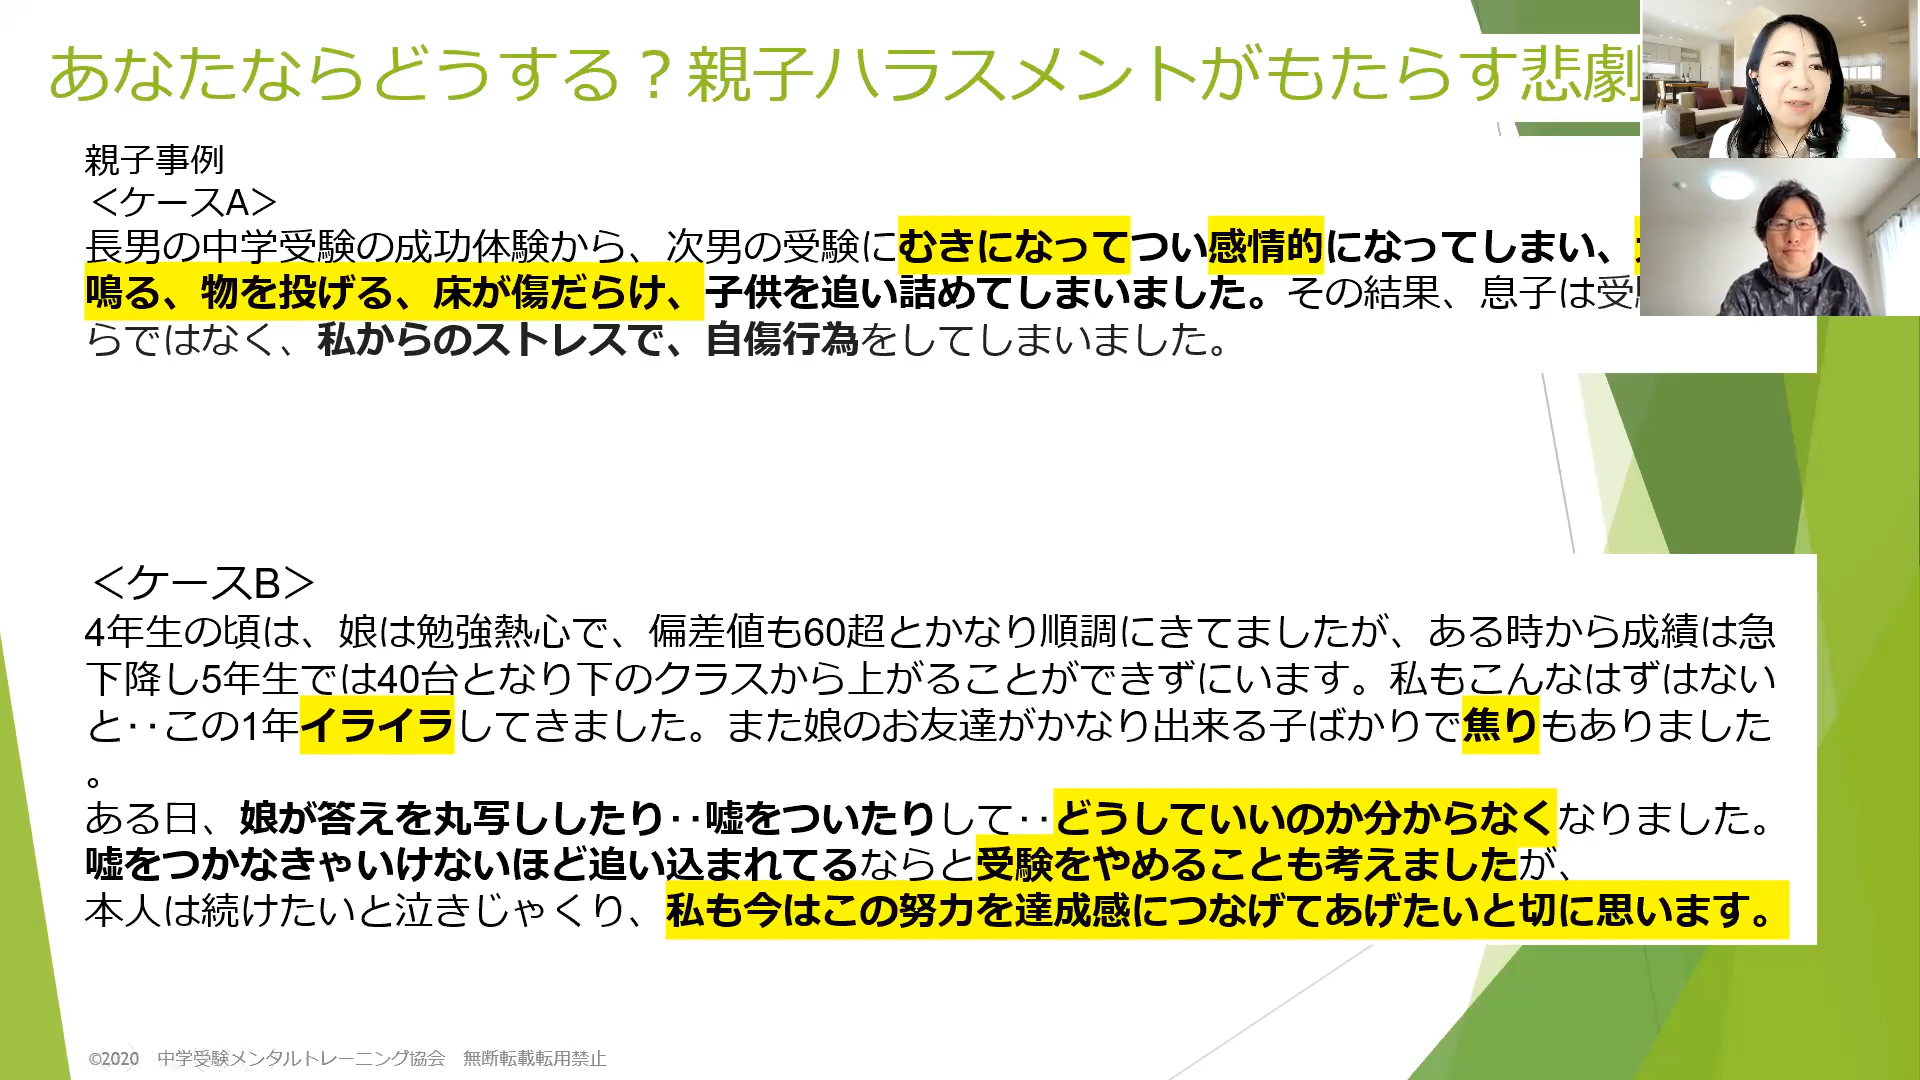 あなたならどうする？親子ハラスメントがもたらす悲劇
親子事例
＜ケースA＞
長男の中学受験の成功体験から、次男の受験にむきになってつい感情的になってしまい、
鳴る、物を投げる、床が傷だらけ、子供を追い詰めてしまいました。その結果、息子は受
らではなく、私からのストレスで、自傷行為をしてしまいました。
＜ケースB＞
4年生の頃は、娘は勉強熱心で、偏差値も60超とかなり順調にきてましたが、ある時から成績は急
下降し5年生では40台となり下のクラスから上がることができずにいます。私もこんなはずはない
と‥この1年イライラしてきました。また娘のお友達がかなり出来る子ばかりで焦りもありました
。
ある日、娘が答えを丸写ししたり‥嘘をついたりして‥どうしていいのか分からなくなりました。
嘘をつかなきゃいけないほど追い込まれてるならと受験をやめることも考えましたが、
本人は続けたいと泣きじゃくり、私も今はこの努力を達成感につなげてあげたいと切に思います。
©2020　中学受験メンタルトレーニング協会　無断転載転用禁止